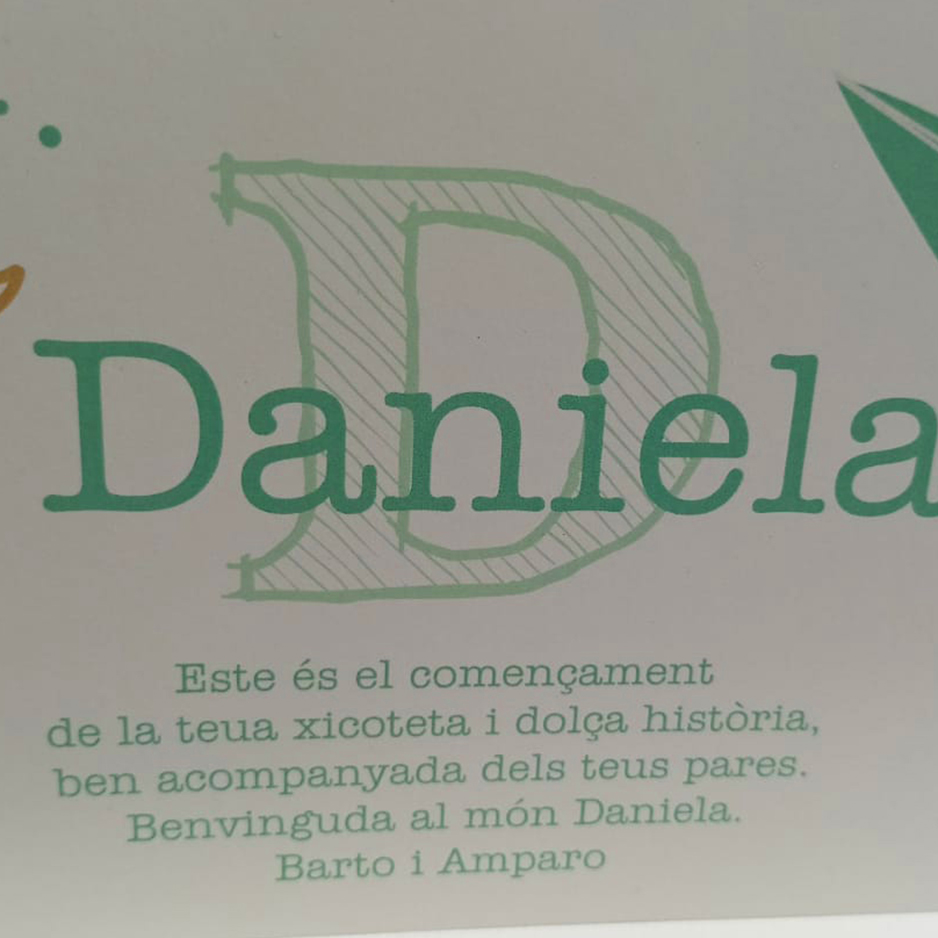 D
Daniela
Este és el començament
de la teua xicoteta i dolça història,
ben acompanyada dels teus pares.
Benvinguda al món Daniela.
Barto i Amparo